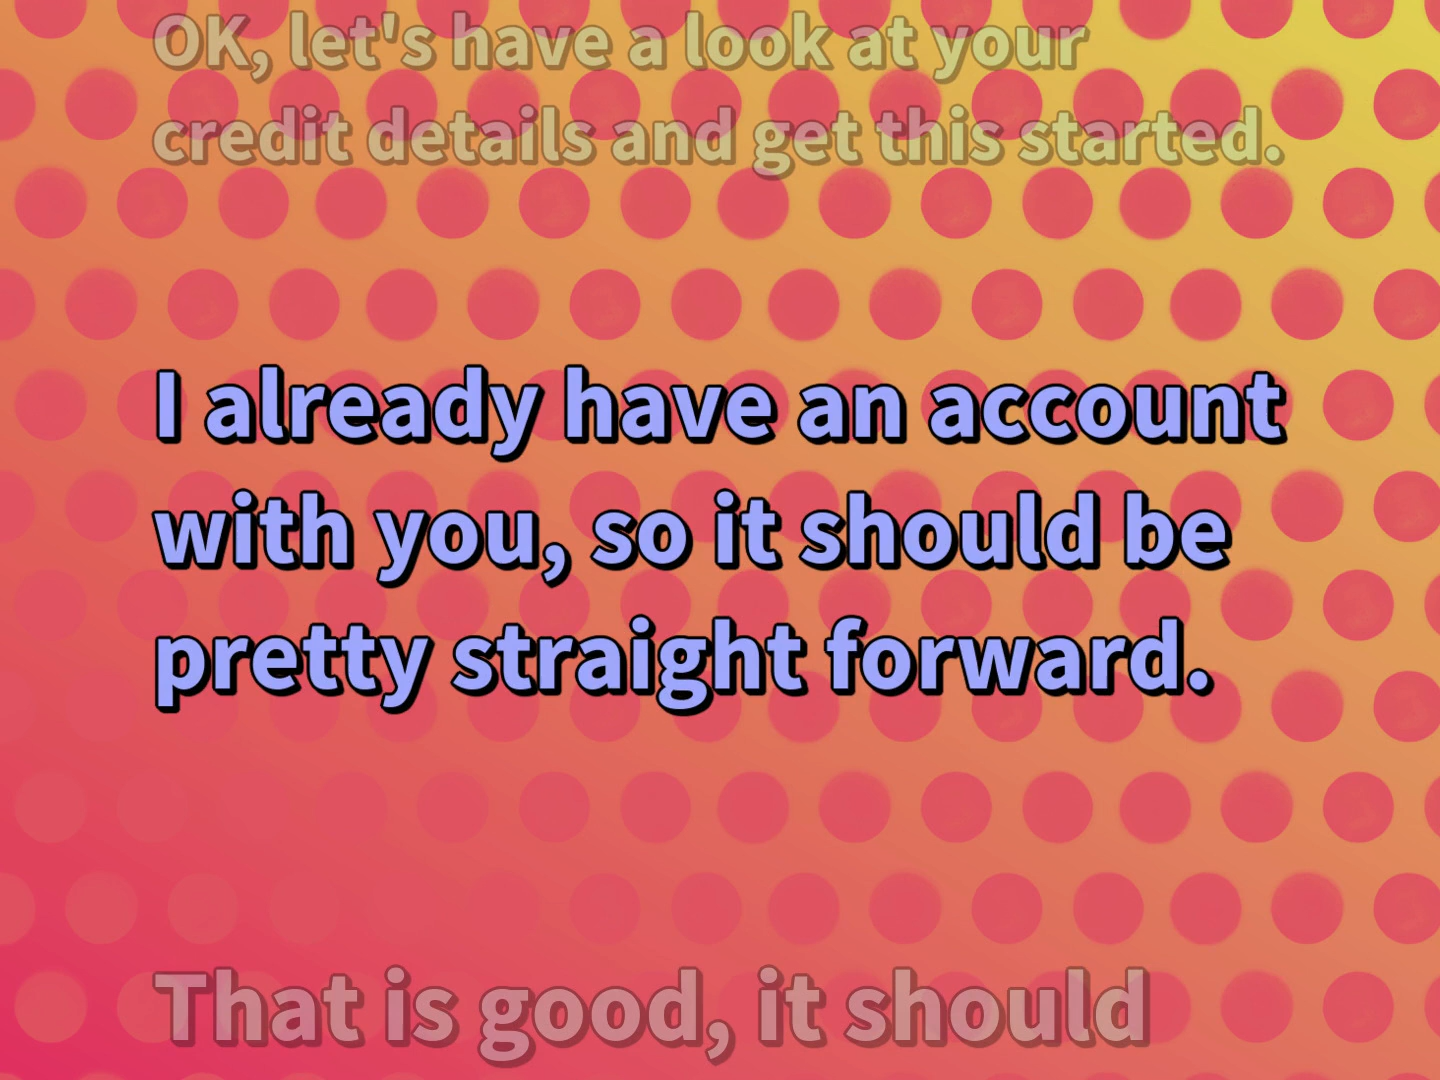 OK, let's have a look at your
credit details and get this started.
I already have an account
with you, so it should be
pretty straight forward.
That is good, it should